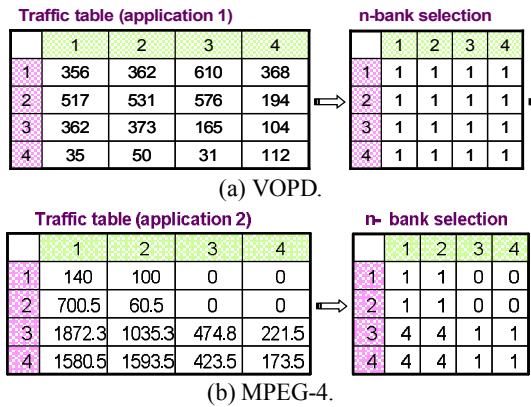 Traffic table (application 1) n-bank selection
1 2 3 4 1 2 3 4
1 356 362 610 368 1 1 1 1 1
2 517 531 576 194 2 1 1 1 1
3 362 373 165 104 3 1 1 1 1
4 35 50 31 112 4 1 1 1 1
(a) VOPD.
Traffic table (application 2) n- bank selection
1 2 3 4 1 2 3 4
1 140 100 0 0 1 1 1 0 0
2 700.5 60.5 0 0 2 1 1 0 0
3 1872.3 1035.3 474.8 221.5 3 4 4 1 1
4 1580.5 1593.5 423.5 173.5 4 4 4 1 1
(b) MPEG-4.